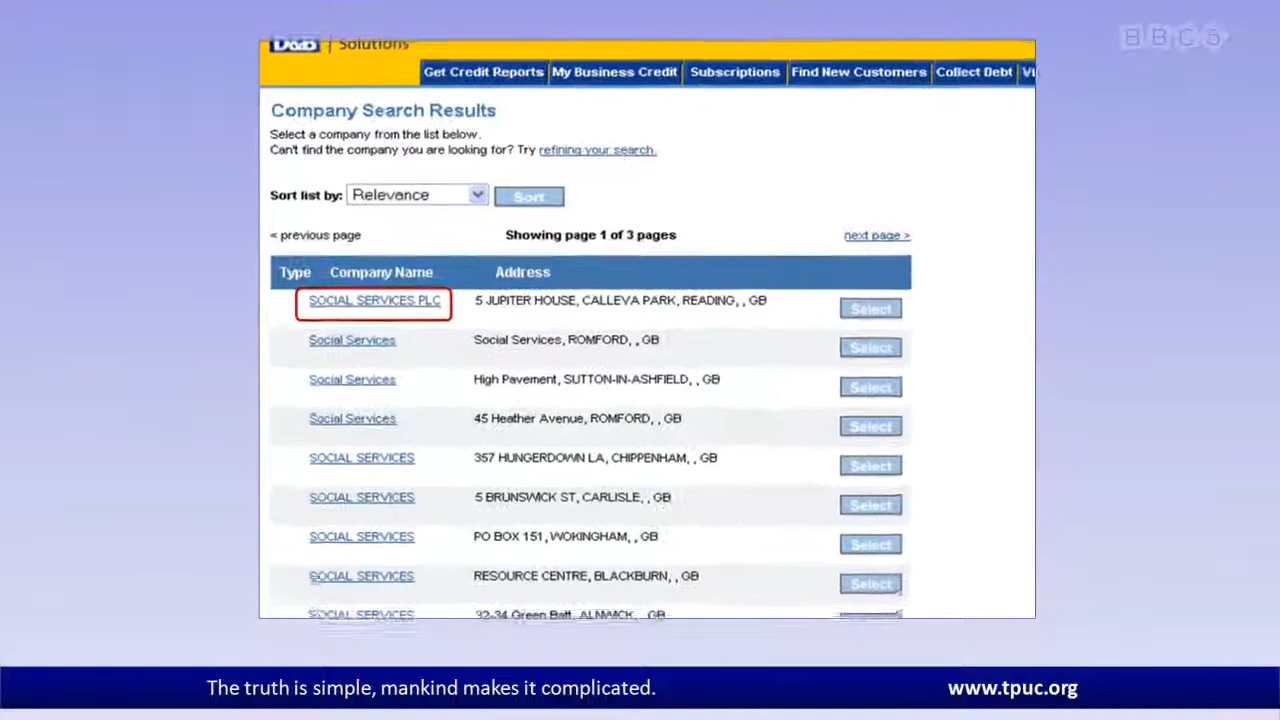 BBC5
D&B | Solutions
Get Credit Reports My Business Credit Subscriptions Find New Customers Collect Debt
Company Search Results
Select a company from the list below.
Can't find the company you are looking for? Try refining your search.
Sort list by: Relevance Sort
< previous page Showing page 1 of 3 pages next page >
Type Company Name Address
SOCIAL SERVICES PLC 5 JUPITER HOUSE, CALLEVA PARK, READING, , GB Select
Social Services Social Services, ROMFORD, , GB Select
Social Services High Pavement, SUTTON-IN-ASHFIELD, , GB Select
Social Services 45 Heather Avenue, ROMFORD, , GB Select
SOCIAL SERVICES 357 HUNGERDOWN LA, CHIPPENHAM, , GB Select
SOCIAL SERVICES 5 BRUNSWICK ST, CARLISLE, , GB Select
SOCIAL SERVICES PO BOX 151, WOKINGHAM, , GB Select
SOCIAL SERVICES RESOURCE CENTRE, BLACKBURN, , GB Select
SOCIAL SERVICES 32-34 Green Batt, ALNWICK, , GB
The truth is simple, mankind makes it complicated. www.tpuc.org